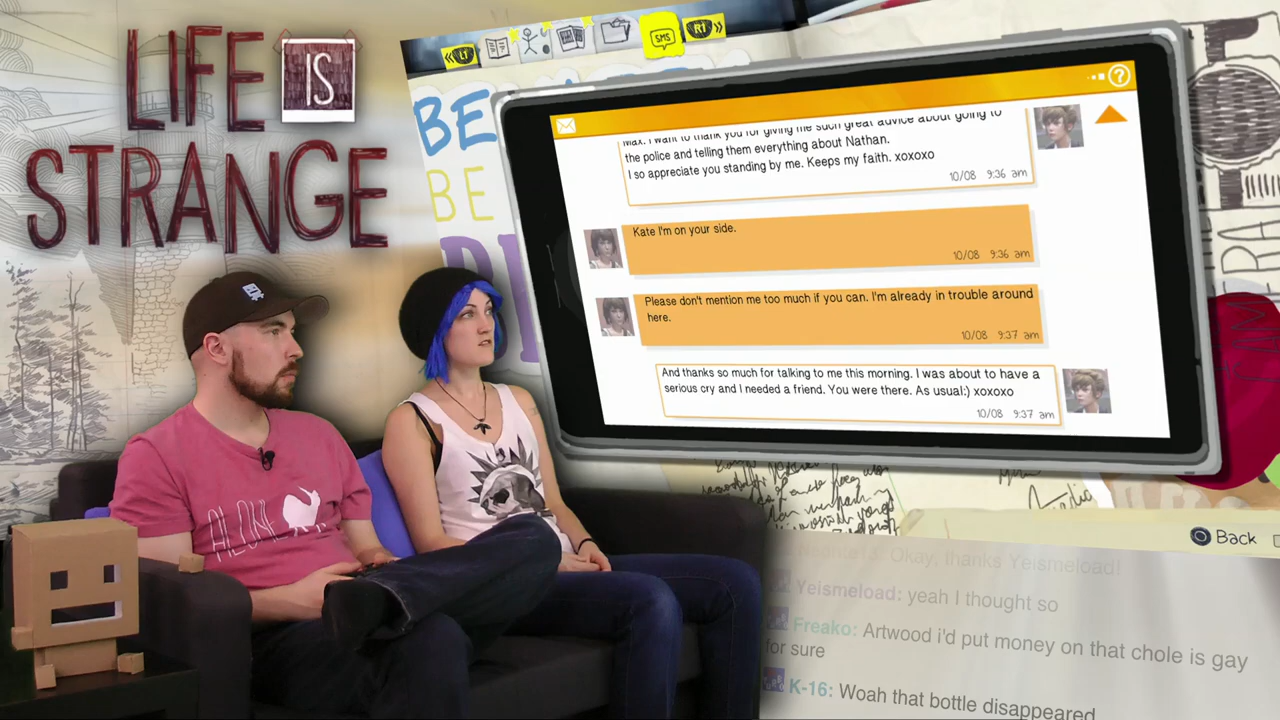 LIFE IS
STRANGE
LT
SMS
RT
BE
BE
?
Max. I want to thank you for giving me such great advice about going to
the police and telling them everything about Nathan.
I so appreciate you standing by me. Keeps my faith. xoxoxo
10/08 9:36 am
Kate I'm on your side.
10/08 9:36 am
Please don't mention me too much if you can. I'm already in trouble around
here.
10/08 9:37 am
And thanks so much for talking to me this morning. I was about to have a
serious cry and I needed a friend. You were there. As usual;) xoxoxo
10/08 9:37 am
ALONE
Back
Okay, thanks Yeismeload!
Yeismeload: yeah I thought so
Freako: Artwood i'd put money on that chole is gay
for sure
K-16: Woah that bottle disappeared